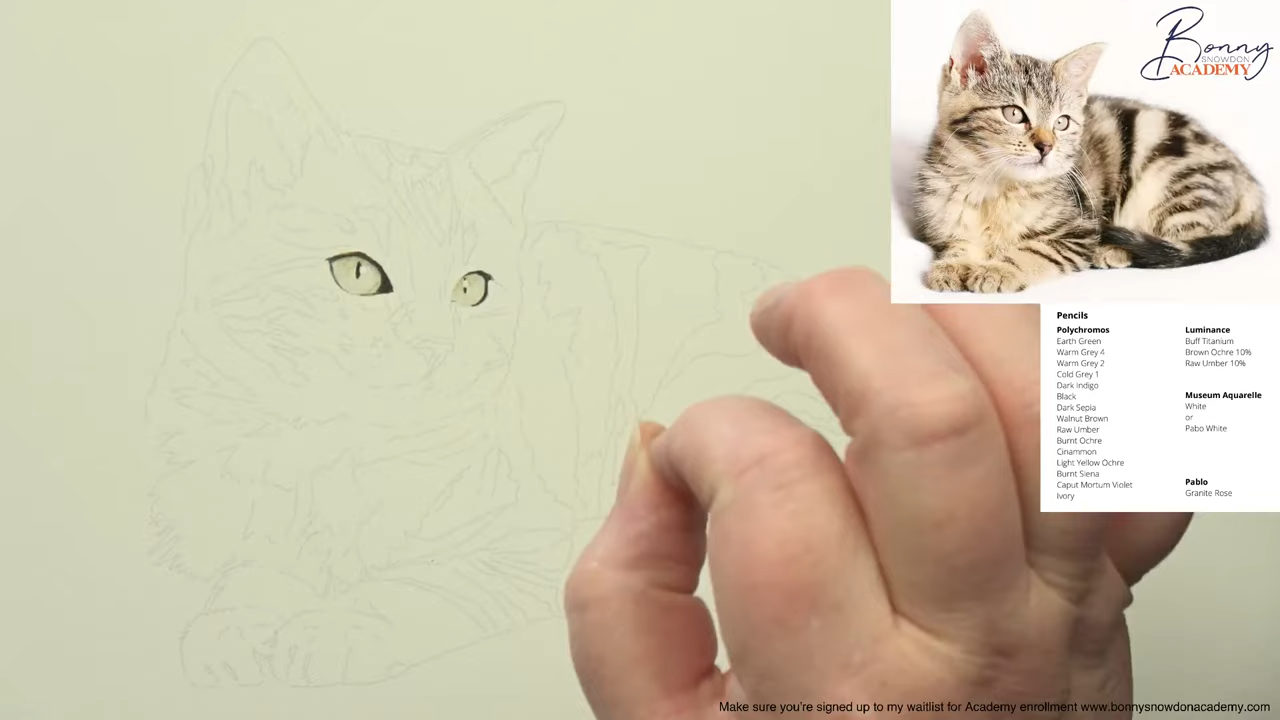 Bonny
SNOWDON
ACADEMY
Pencils
Polychromos
Earth Green
Warm Grey 4
Warm Grey 2
Cold Grey 1
Dark Indigo
Black
Dark Sepia
Walnut Brown
Raw Umber
Burnt Ochre
Cinammon
Light Yellow Ochre
Burnt Siena
Caput Mortum Violet
Ivory
Luminance
Buff Titanium
Brown Ochre 10%
Raw Umber 10%
Museum Aquarelle
White
or
Pabo White
Pablo
Granite Rose
Make sure you're signed up to my waitlist for Academy enrollment www.bonnysnowdonacademy.com